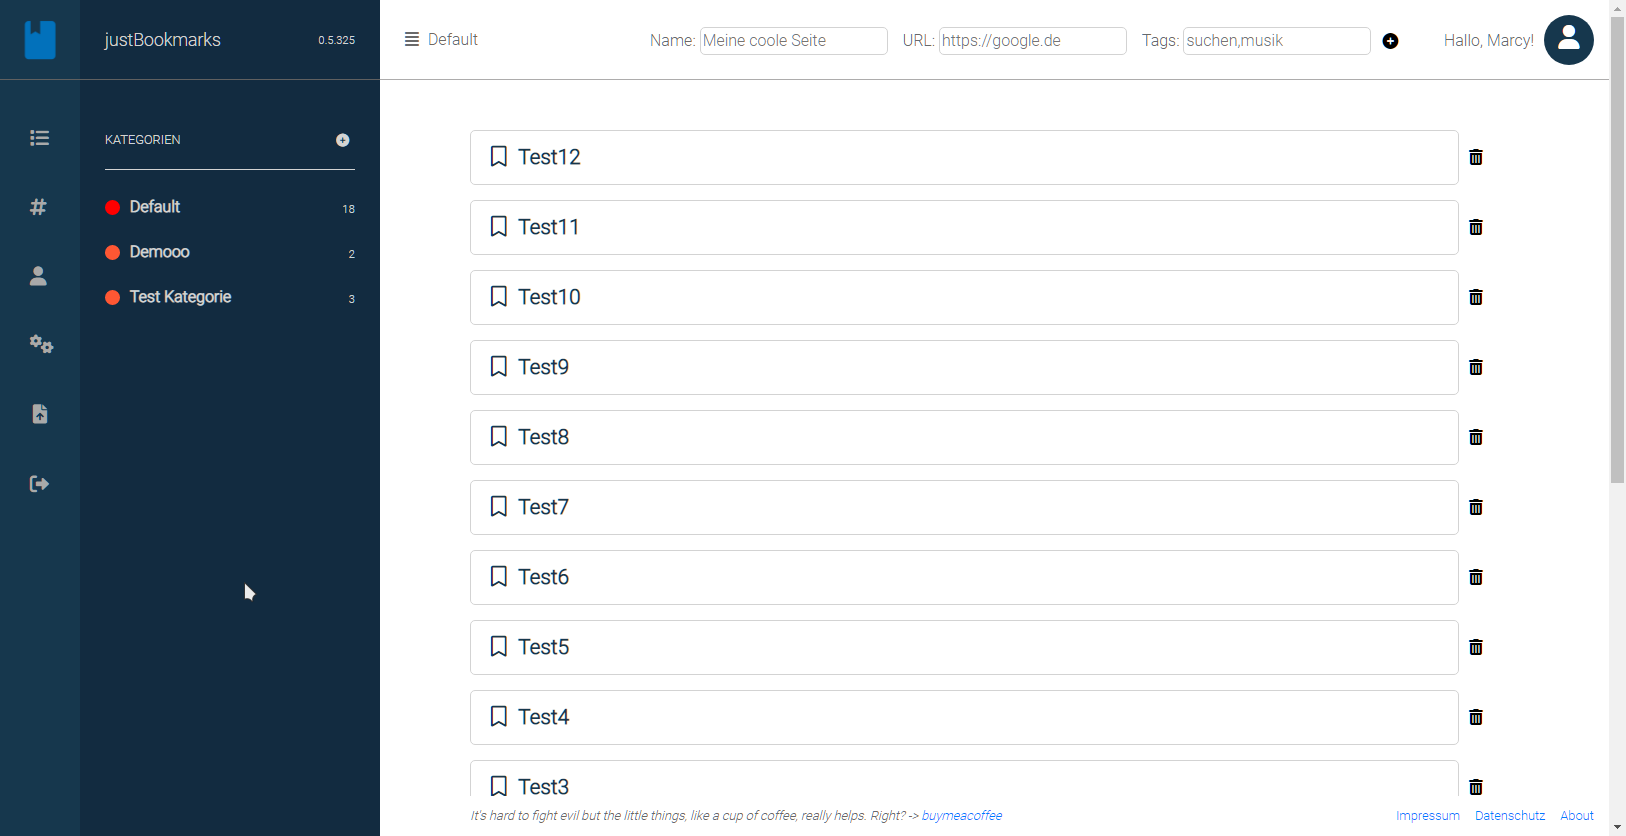 justBookmarks 0.5.325
Default Name: Meine coole Seite URL: https://google.de Tags: suchen,musik Hallo, Marcy!
KATEGORIEN
Default 18
Demooo 2
Test Kategorie 3
Test12
Test11
Test10
Test9
Test8
Test7
Test6
Test5
Test4
Test3
It's hard to fight evil but the little things, like a cup of coffee, really helps. Right? -> buymeacoffee
Impressum Datenschutz About